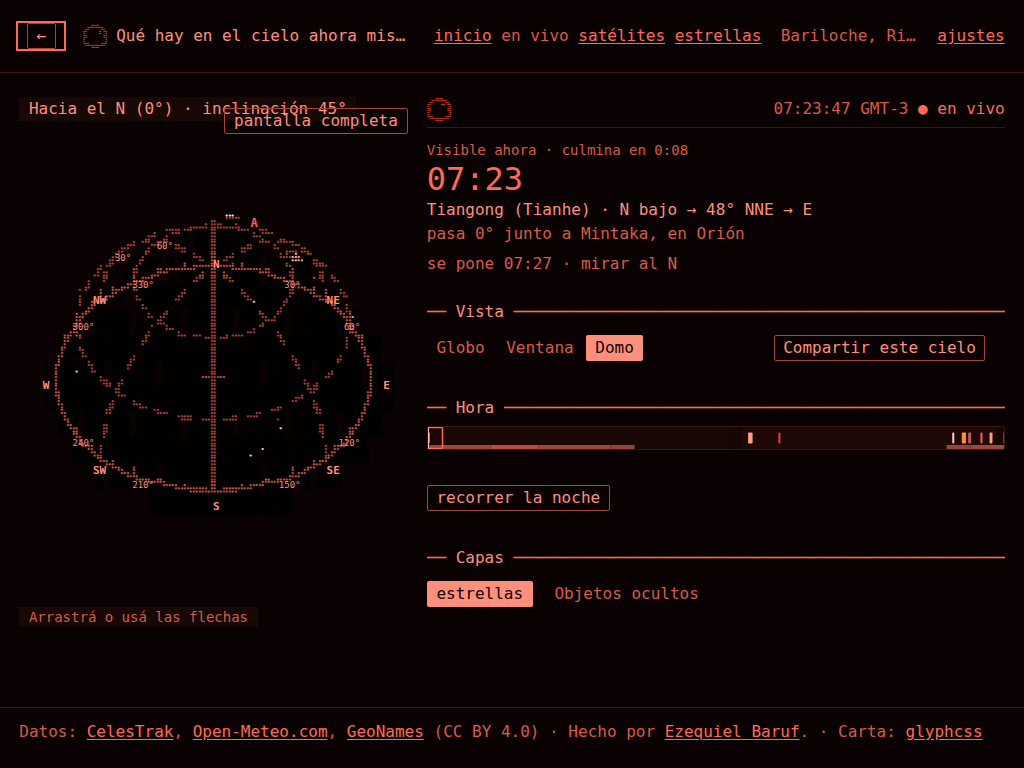 ← Qué hay en el cielo ahora mis… inicio en vivo satélites estrellas Bariloche, Ri… ajustes
Hacia el N (0°) · inclinación 45°
pantalla completa
07:23:47 GMT-3 ● en vivo
Visible ahora · culmina en 0:08
07:23
Tiangong (Tianhe) · N bajo → 48° NNE → E
pasa 0° junto a Mintaka, en Orión
se pone 07:27 · mirar al N
A
60°
30°
N
330°
30°
NW
NE
300°
60°
W
E
240°
120°
SW
SE
210°
150°
S
Arrastrá o usá las flechas
Vista
Globo Ventana Domo Compartir este cielo
Hora
recorrer la noche
Capas
estrellas Objetos ocultos
Datos: CelesTrak, Open-Meteo.com, GeoNames (CC BY 4.0) · Hecho por Ezequiel Baruf. · Carta: glyphcss